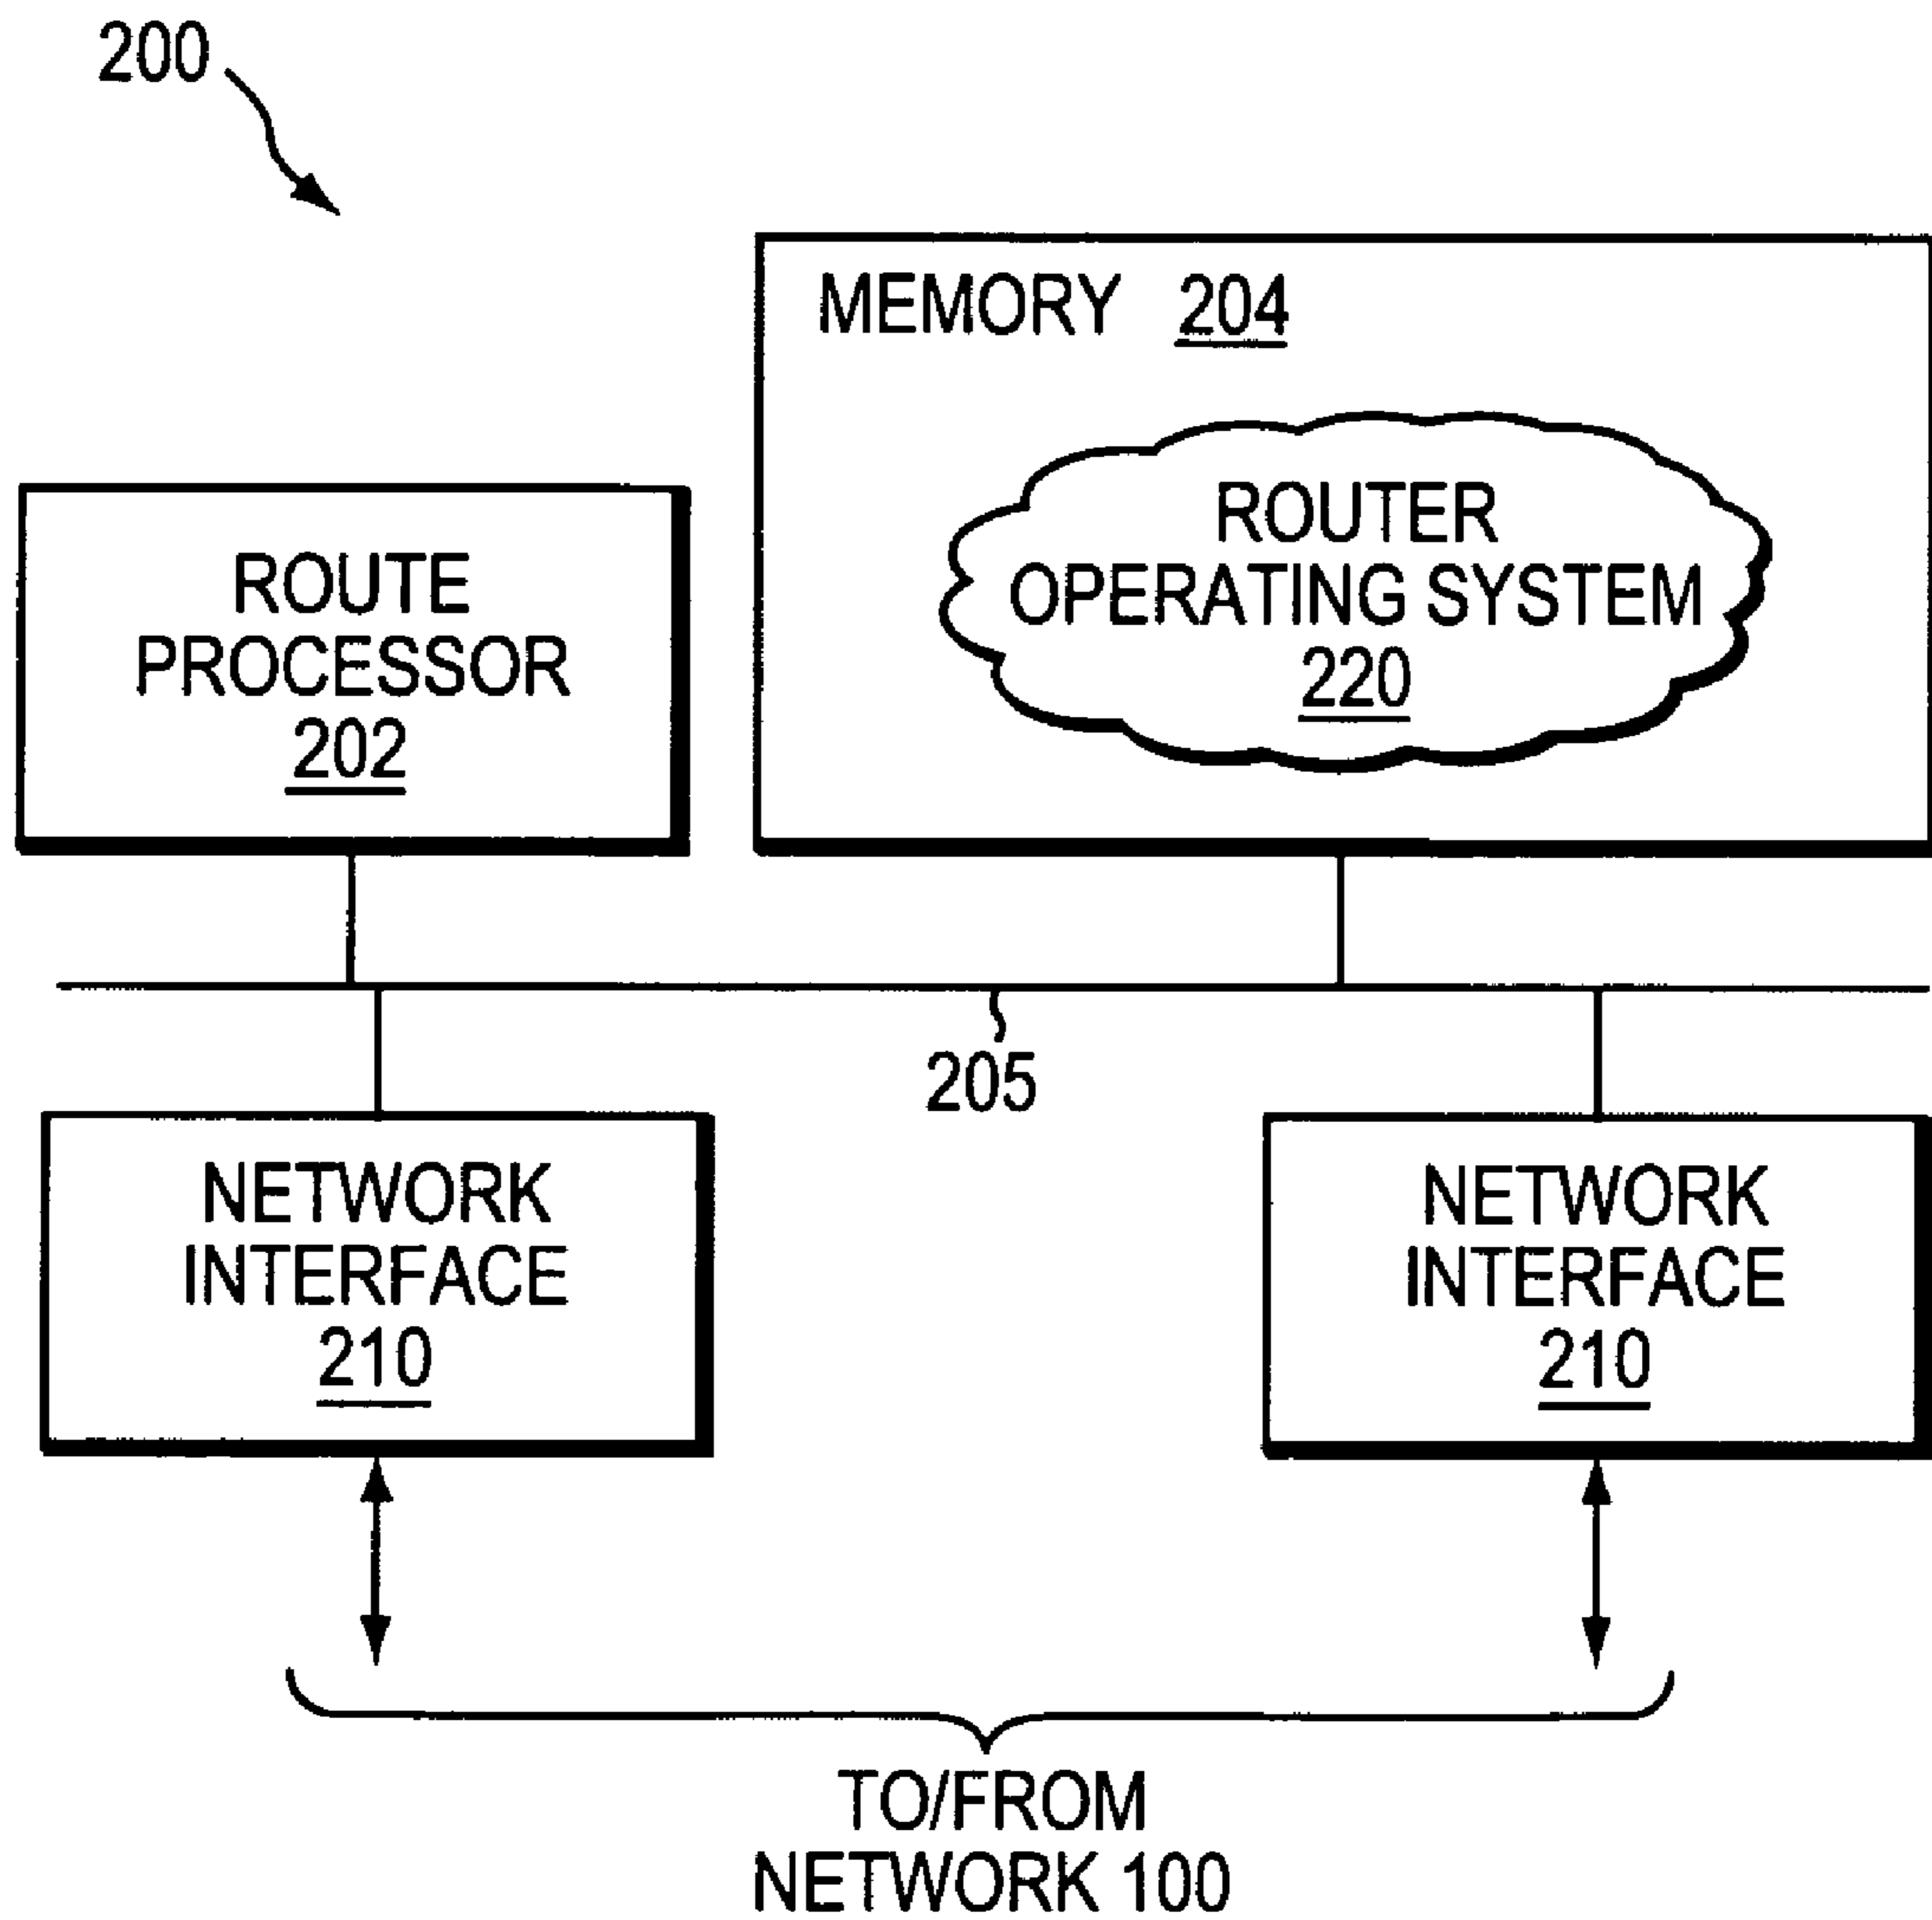 200
MEMORY 204
ROUTER
OPERATING SYSTEM
220
ROUTE
PROCESSOR
202
205
NETWORK
INTERFACE
210
NETWORK
INTERFACE
210
TO/FROM
NETWORK 100